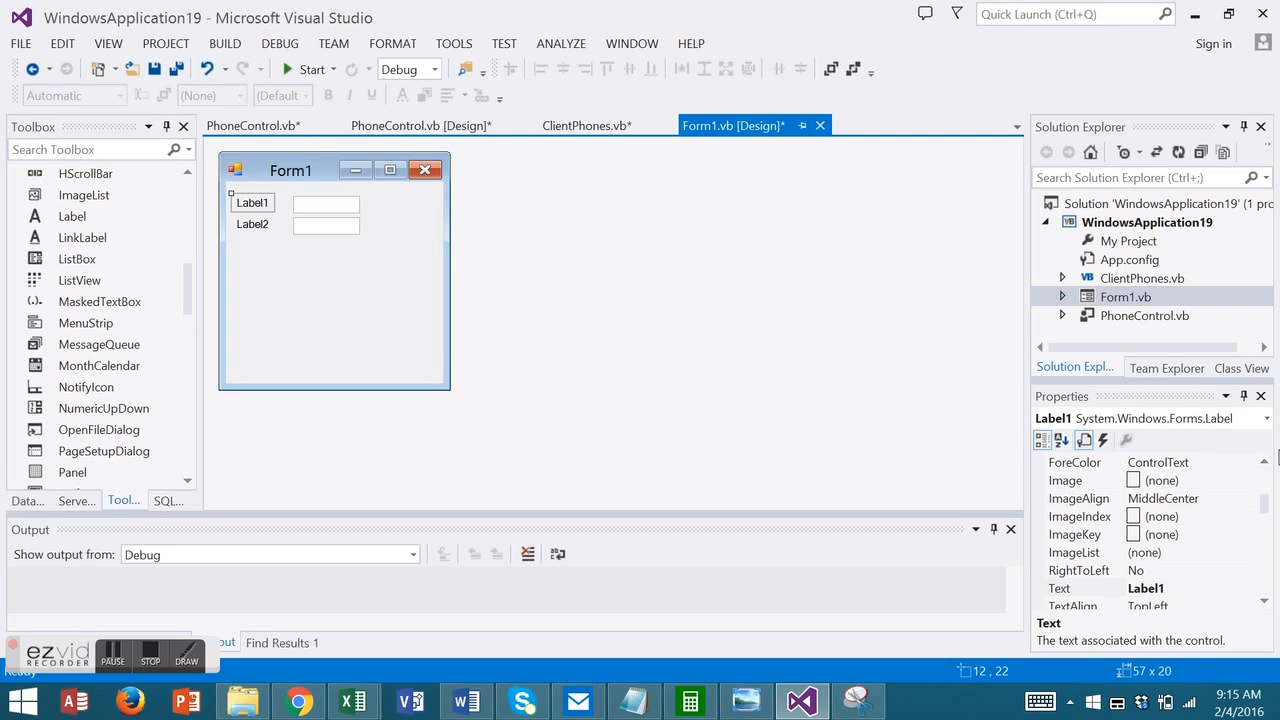 WindowsApplication19 - Microsoft Visual Studio
Quick Launch (Ctrl+Q)
FILE EDIT VIEW PROJECT BUILD DEBUG TEAM FORMAT TOOLS TEST ANALYZE WINDOW HELP
Sign in
Start Debug
Automatic (None) (Default
Toolbox
Search Toolbox
HScrollBar
ImageList
Label
LinkLabel
ListBox
ListView
MaskedTextBox
MenuStrip
MessageQueue
MonthCalendar
NotifyIcon
NumericUpDown
OpenFileDialog
PageSetupDialog
Panel
Data... Serve... Tool... SQL...
PhoneControl.vb* PhoneControl.vb [Design]* ClientPhones.vb* Form1.vb [Design]*
Form1
Label1
Label2
Solution Explorer
Search Solution Explorer (Ctrl+;)
Solution 'WindowsApplication19' (1 pro
WindowsApplication19
My Project
App.config
ClientPhones.vb
Form1.vb
PhoneControl.vb
Solution Expl... Team Explorer Class View
Properties
Label1 System.Windows.Forms.Label
ForeColor ControlText
Image (none)
ImageAlign MiddleCenter
ImageIndex (none)
ImageKey (none)
ImageList (none)
RightToLeft No
Text Label1
TextAlign TopLeft
Text
The text associated with the control.
Output
Show output from: Debug
Find Results 1
ezvid
RECORDER
PAUSE STOP DRAW
12 , 22 57 x 20
9:15 AM
2/4/2016